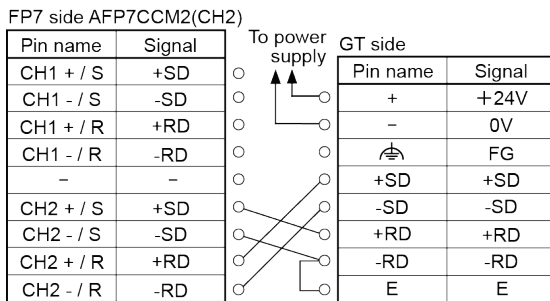 FP7 side AFP7CCM2(CH2)
Pin name Signal
CH1 + / S +SD
CH1 - / S -SD
CH1 + / R +RD
CH1 - / R -RD
– –
CH2 + / S +SD
CH2 - / S -SD
CH2 + / R +RD
CH2 - / R -RD
To power
supply
GT side
Pin name Signal
+ +24V
– 0V
FG
+SD +SD
-SD -SD
+RD +RD
-RD -RD
E E